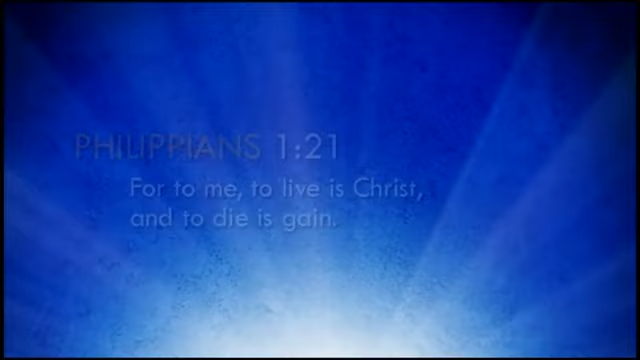 PHILIPPIANS 1:21
For to me, to live is Christ,
and to die is gain.